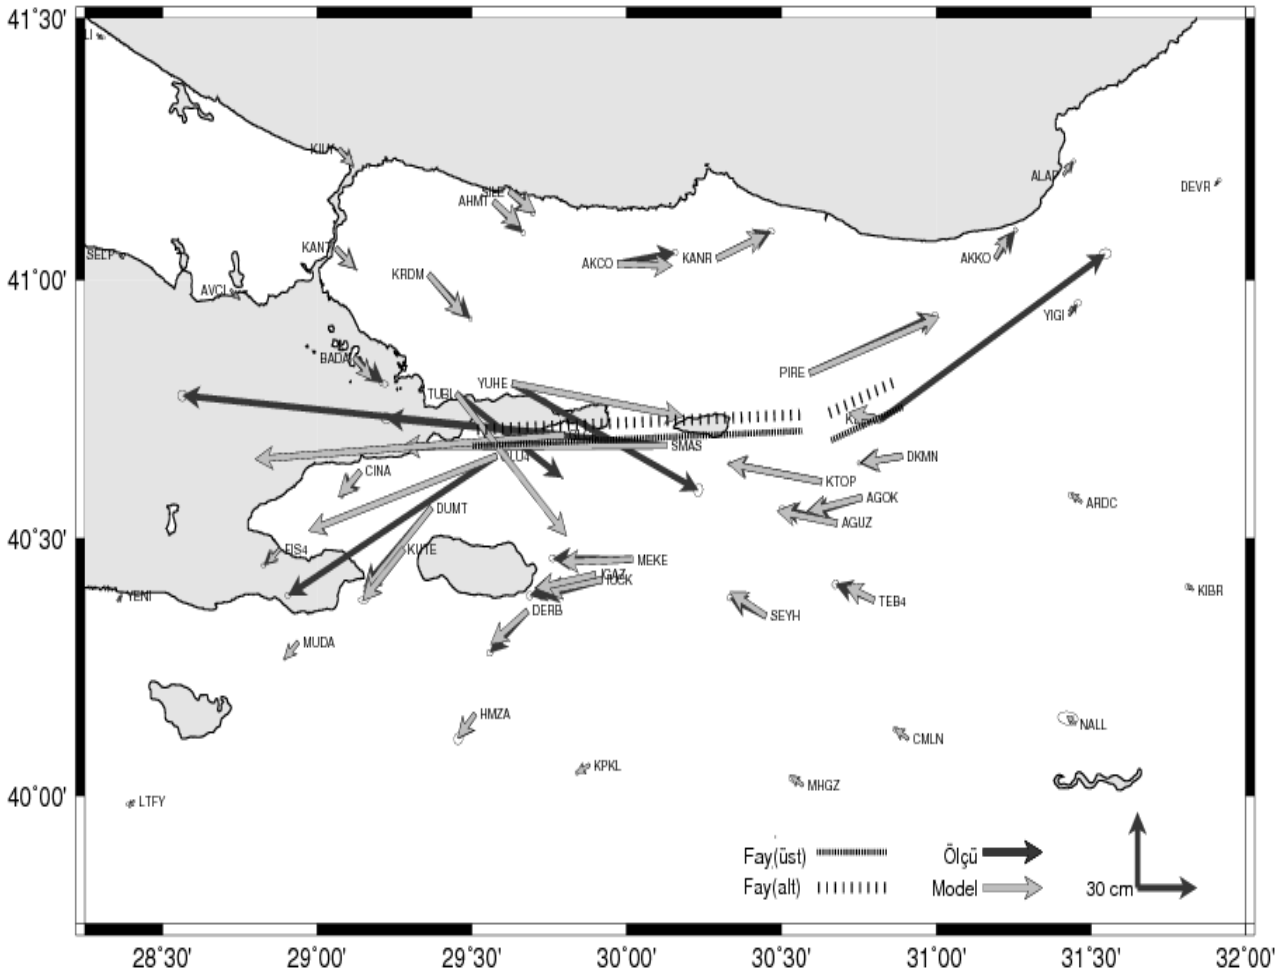 41°30'
LI
KILY
ALAP
DEVR
SILE
AHMT
KANT
SELP
AKCO
KANR
AKKO
41°00'
KRDM
AVCL
YIGI
BADA
PIRE
YUHE
TUBI
SMAS
DKMN
CINA
KTOP
AGOK
ARDC
DUMT
AGUZ
40°30'
FIS4
KUTE
MEKE
IGAZ
KIBR
YENI
TEB4
DERB
SEYH
MUDA
HMZA
NALL
CMLN
KPKL
MHGZ
40°00'
LTFY
Fay(üst)
Ölçü
Fay(alt)
Model
30 cm
28°30'
29°00'
29°30'
30°00'
30°30'
31°00'
31°30'
32°00'